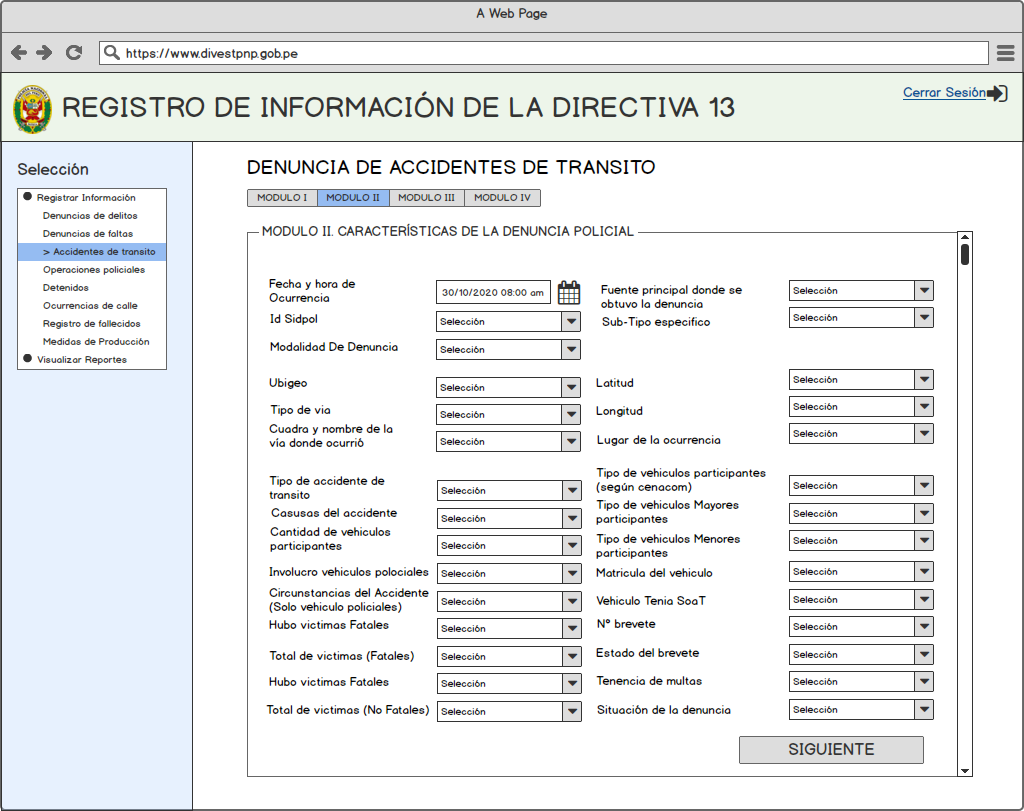 A Web Page
https://www.divestpnp.gob.pe
REGISTRO DE INFORMACIÓN DE LA DIRECTIVA 13
Cerrar Sesión
Selección
Registrar Información
Denuncias de delitos
Denuncias de faltas
> Accidentes de transito
Operaciones policiales
Detenidos
Ocurrencias de calle
Registro de fallecidos
Medidas de Producción
Visualizar Reportes
DENUNCIA DE ACCIDENTES DE TRANSITO
MODULO I MODULO II MODULO III MODULO IV
MODULO II. CARACTERÍSTICAS DE LA DENUNCIA POLICIAL
Fecha y hora de
Ocurrencia
30/10/2020 08:00 am
Id Sidpol
Selección
Modalidad De Denuncia
Selección
Fuente principal donde se
obtuvo la denuncia
Selección
Sub-Tipo especifico
Selección
Ubigeo
Selección
Tipo de via
Selección
Cuadra y nombre de la
vía donde ocurrió
Selección
Latitud
Selección
Longitud
Selección
Lugar de la ocurrencia
Selección
Tipo de accidente de
transito
Selección
Casusas del accidente
Selección
Cantidad de vehiculos
participantes
Selección
Involucro vehiculos polociales
Selección
Circunstancias del Accidente
(Solo vehiculo policiales)
Selección
Hubo victimas Fatales
Selección
Total de victimas (Fatales)
Selección
Hubo victimas Fatales
Selección
Total de victimas (No Fatales)
Selección
Tipo de vehiculos participantes
(según cenacom)
Selección
Tipo de vehiculos Mayores
participantes
Selección
Tipo de vehiculos Menores
participantes
Selección
Matricula del vehiculo
Selección
Vehiculo Tenia SoaT
Selección
Nº brevete
Selección
Estado del brevete
Selección
Tenencia de multas
Selección
Situación de la denuncia
Selección
SIGUIENTE